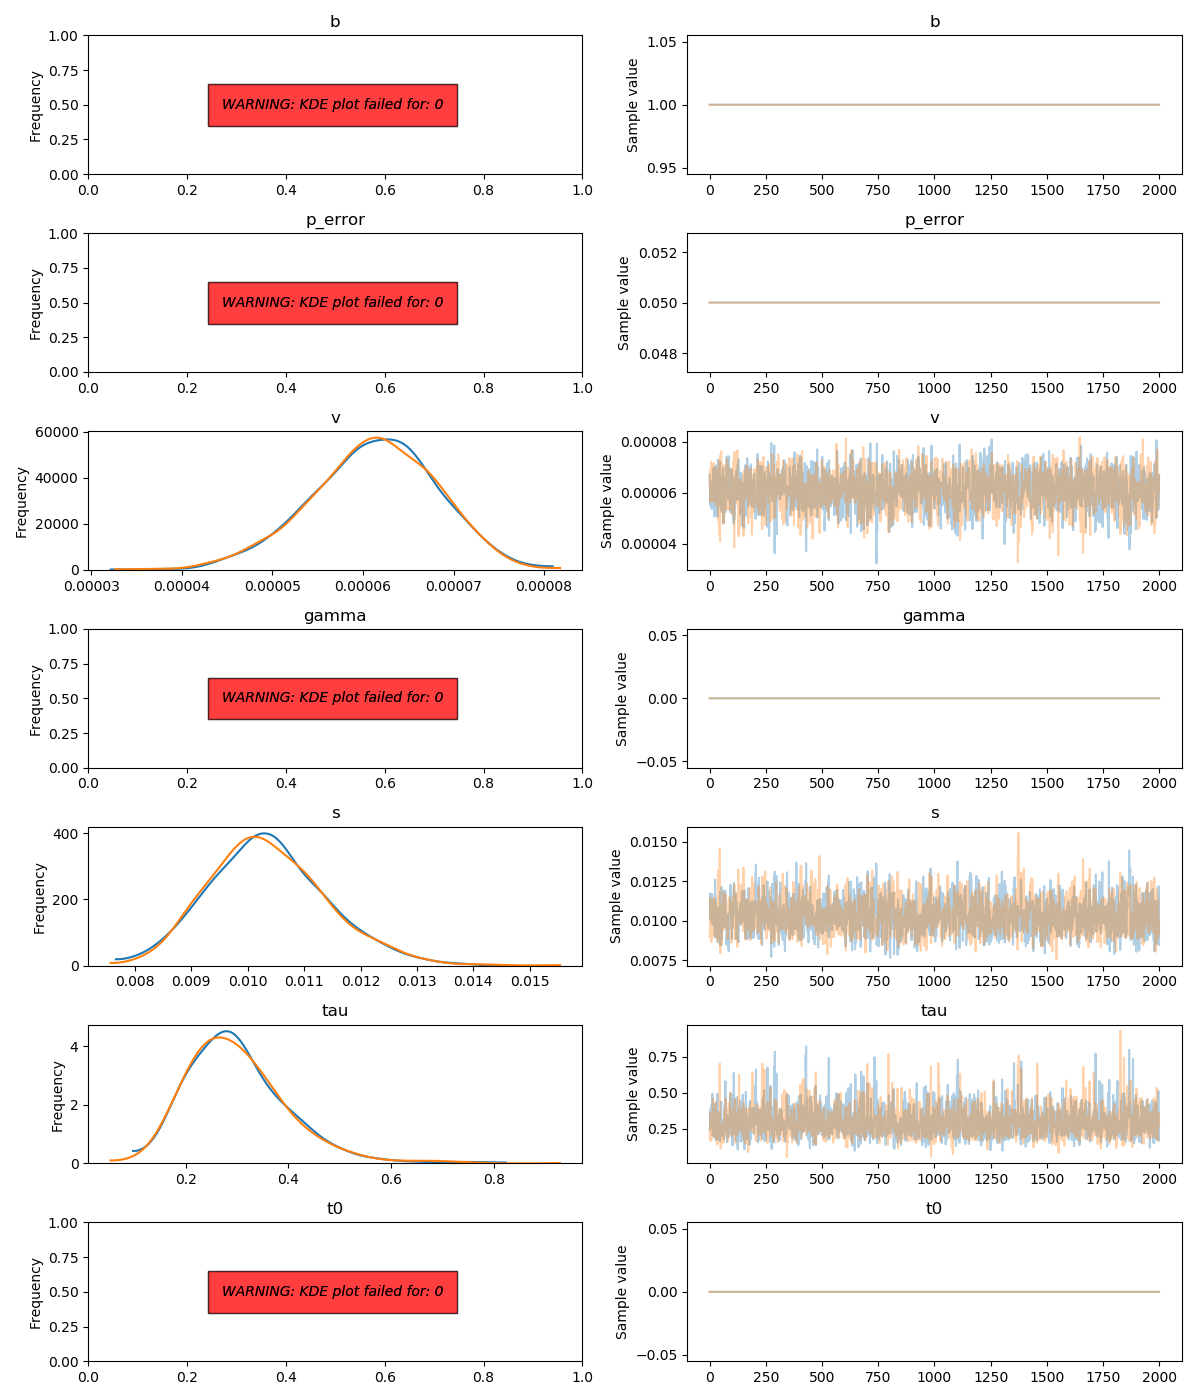 b
b
1.00
0.75
0.50
0.25
0.00
Frequency
WARNING: KDE plot failed for: 0
0.0 0.2 0.4 0.6 0.8 1.0
1.05
1.00
0.95
Sample value
0 250 500 750 1000 1250 1500 1750 2000
p_error
p_error
1.00
0.75
0.50
0.25
0.00
Frequency
WARNING: KDE plot failed for: 0
0.0 0.2 0.4 0.6 0.8 1.0
0.052
0.050
0.048
Sample value
0 250 500 750 1000 1250 1500 1750 2000
v
v
60000
40000
20000
0
Frequency
0.00003 0.00004 0.00005 0.00006 0.00007 0.00008
0.00008
0.00006
0.00004
Sample value
0 250 500 750 1000 1250 1500 1750 2000
gamma
gamma
1.00
0.75
0.50
0.25
0.00
Frequency
WARNING: KDE plot failed for: 0
0.0 0.2 0.4 0.6 0.8 1.0
0.05
0.00
−0.05
Sample value
0 250 500 750 1000 1250 1500 1750 2000
s
s
400
200
0
Frequency
0.008 0.009 0.010 0.011 0.012 0.013 0.014 0.015
0.0150
0.0125
0.0100
0.0075
Sample value
0 250 500 750 1000 1250 1500 1750 2000
tau
tau
4
2
0
Frequency
0.2 0.4 0.6 0.8
0.75
0.50
0.25
Sample value
0 250 500 750 1000 1250 1500 1750 2000
t0
t0
1.00
0.75
0.50
0.25
0.00
Frequency
WARNING: KDE plot failed for: 0
0.0 0.2 0.4 0.6 0.8 1.0
0.05
0.00
−0.05
Sample value
0 250 500 750 1000 1250 1500 1750 2000